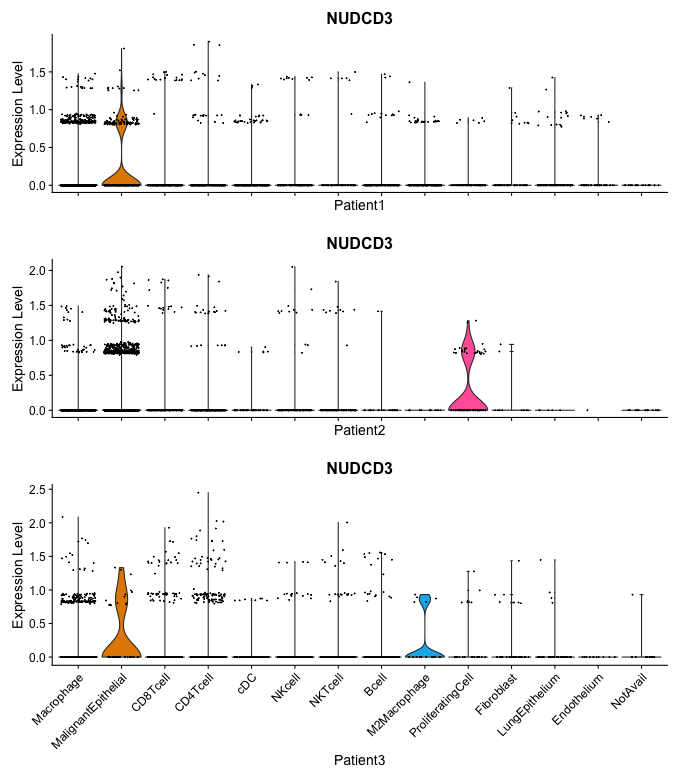 NUDCD3
Expression Level
1.5
1.0
0.5
0.0
Patient1
NUDCD3
Expression Level
2.0
1.5
1.0
0.5
0.0
Patient2
NUDCD3
Expression Level
2.5
2.0
1.5
1.0
0.5
0.0
Macrophage
MalignantEpithelial
CD8Tcell
CD4Tcell
cDC
NKcell
NKTcell
Bcell
M2Macrophage
ProliferatingCell
Fibroblast
LungEpithelium
Endothelium
NotAvail
Patient3